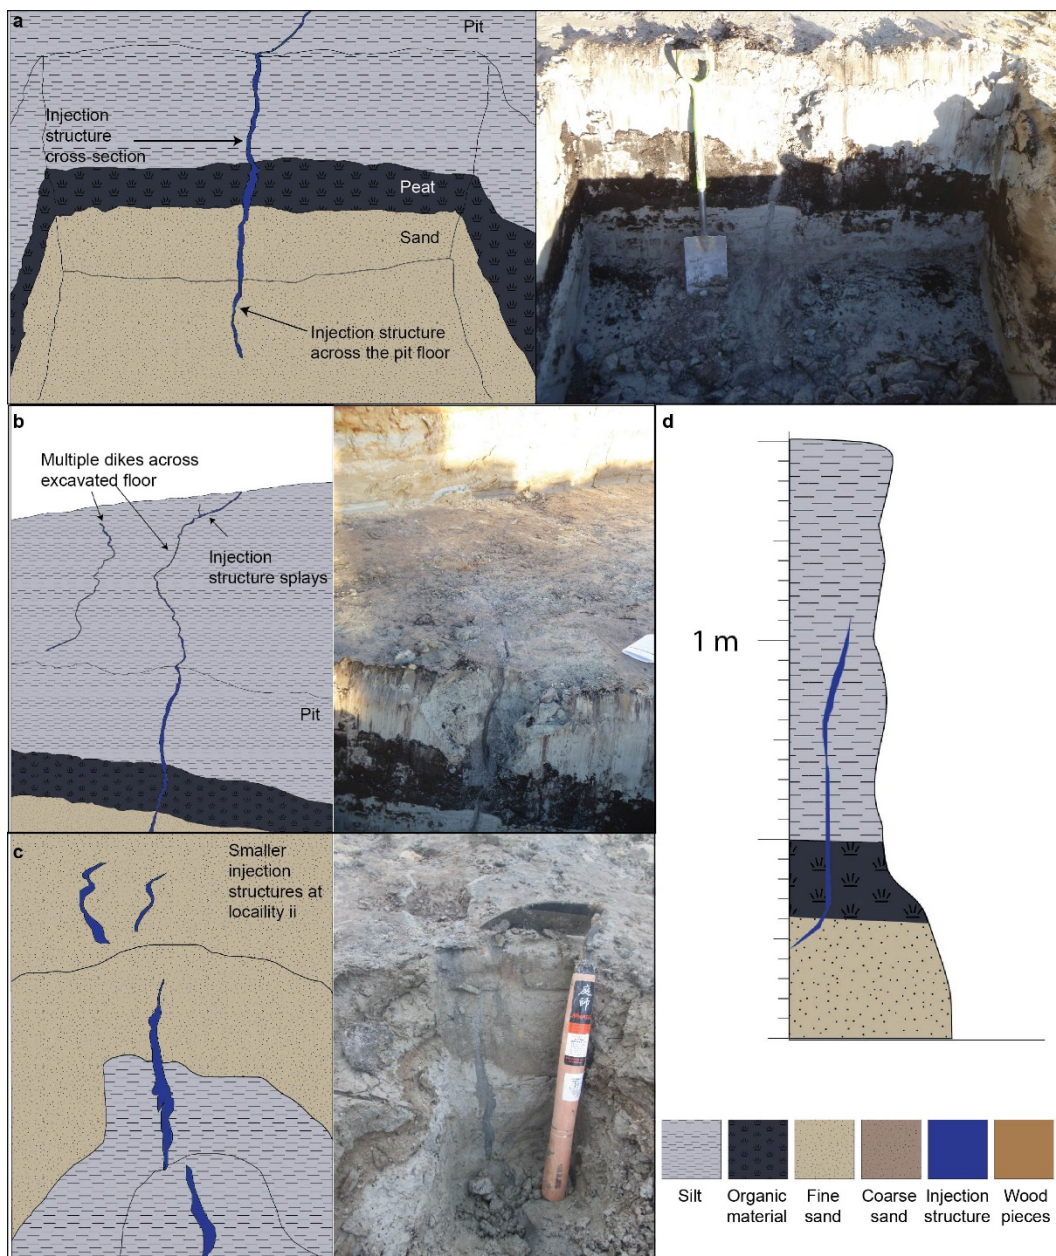 a
Pit
Injection
structure
cross-section
Peat
Sand
Injection structure
across the pit floor
b
Multiple dikes across
excavated floor
Injection
structure splays
Pit
c
Smaller
injection
structures at
locaility ii
庭師
d
1 m
Silt
Organic
material
Fine
sand
Coarse
sand
Injection
structure
Wood
pieces